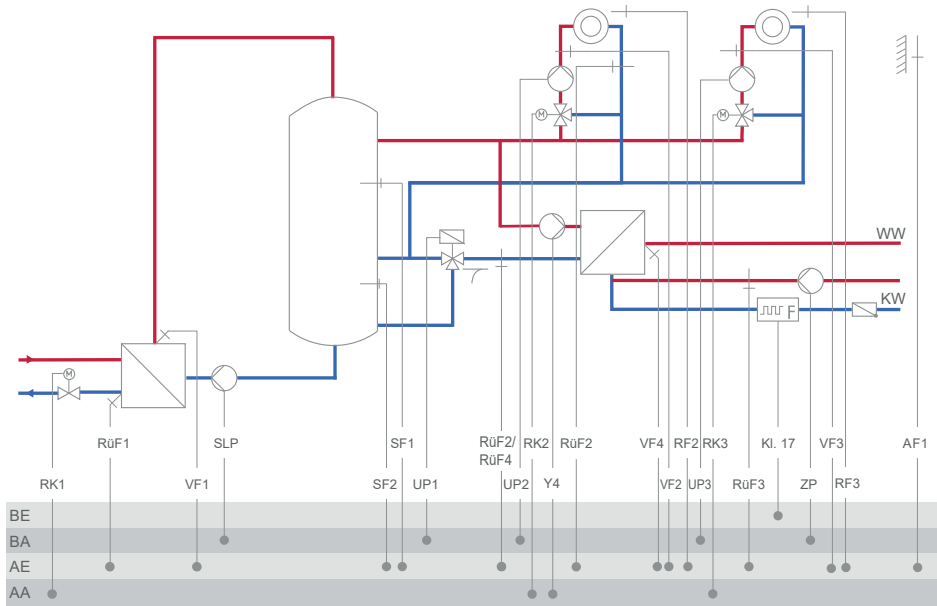 M
M
WW
F
KW
M
RüF1
SLP
SF1
RüF2/
RüF4
RK2
RüF2
VF4
RF2
RK3
Kl. 17
VF3
AF1
RK1
VF1
SF2
UP1
UP2
Y4
VF2
UP3
RüF3
ZP
RF3
BE
BA
AE
AA